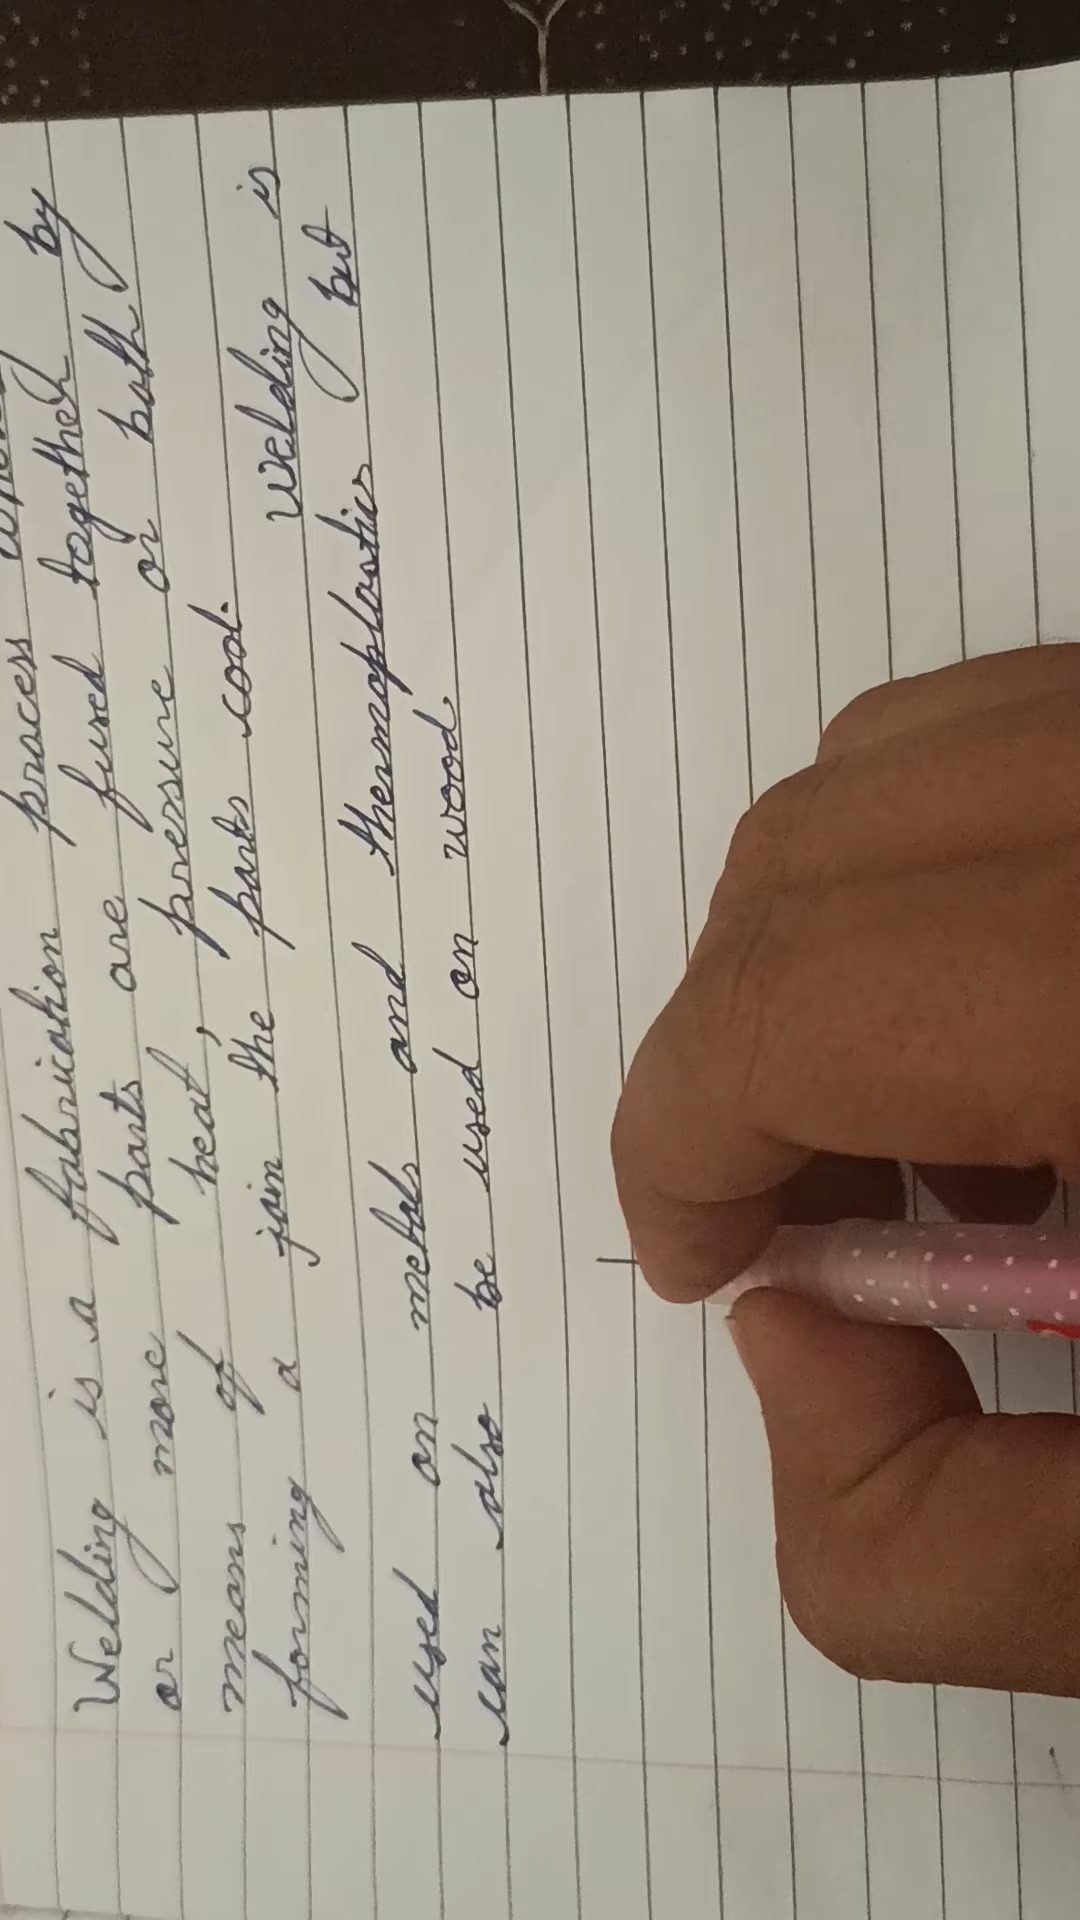 Welding is a fabrication process
or more parts are fused together by
means of heat, pressure or both
forming a join the parts cool. Welding is
used on metals and thermoplastics but
can also be used on wood.